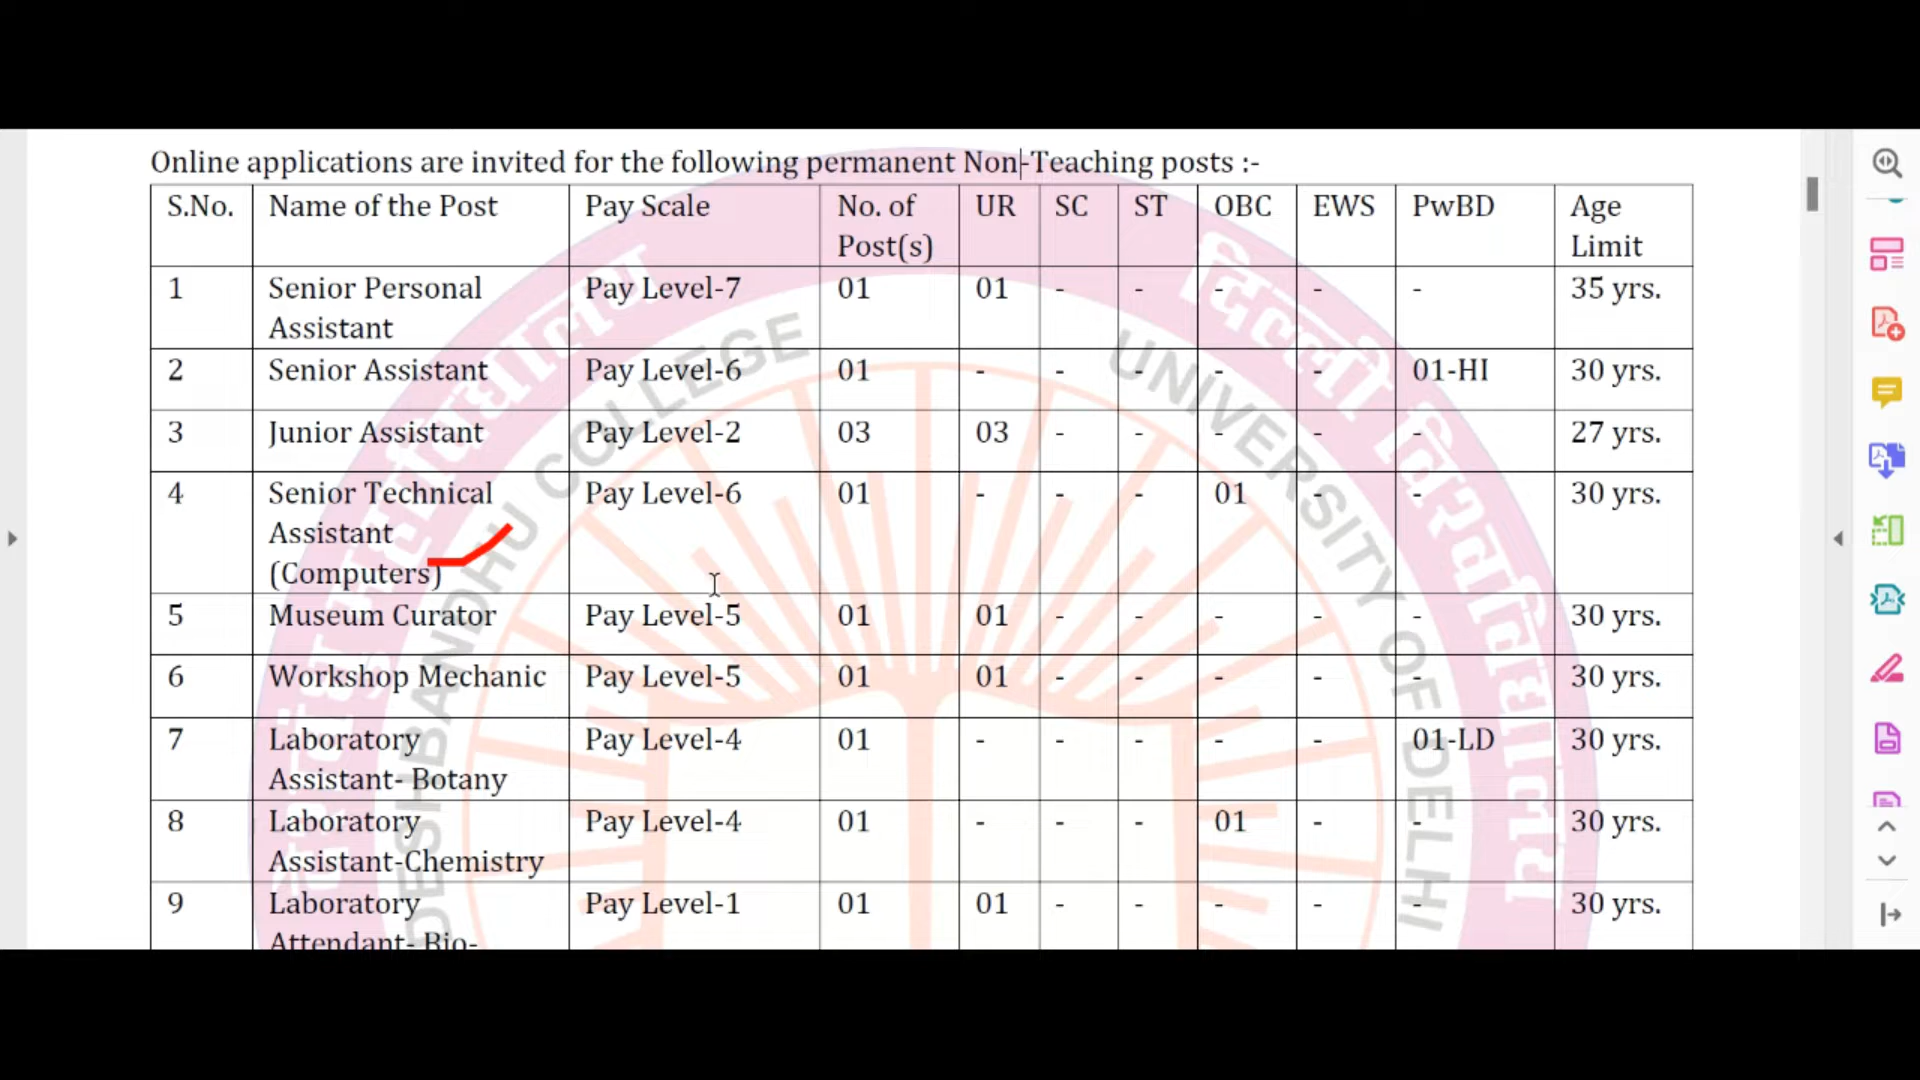 Online applications are invited for the following permanent Non-Teaching posts :-
S.No. Name of the Post Pay Scale No. of Post(s) UR SC ST OBC EWS PwBD Age Limit
1 Senior Personal Assistant Pay Level-7 01 01 - - - - - 35 yrs.
2 Senior Assistant Pay Level-6 01 - - - - - 01-HI 30 yrs.
3 Junior Assistant Pay Level-2 03 03 - - - - - 27 yrs.
4 Senior Technical Assistant (Computers) Pay Level-6 01 - - - 01 - - 30 yrs.
5 Museum Curator Pay Level-5 01 01 - - - - - 30 yrs.
6 Workshop Mechanic Pay Level-5 01 01 - - - - - 30 yrs.
7 Laboratory Assistant- Botany Pay Level-4 01 - - - - - 01-LD 30 yrs.
8 Laboratory Assistant-Chemistry Pay Level-4 01 - - - 01 - - 30 yrs.
9 Laboratory Attendant- Bio- Pay Level-1 01 01 - - - - - 30 yrs.
DESHBANDHU COLLEGE
UNIVERSITY OF DELHI
दिल्ली विश्वविद्यालय